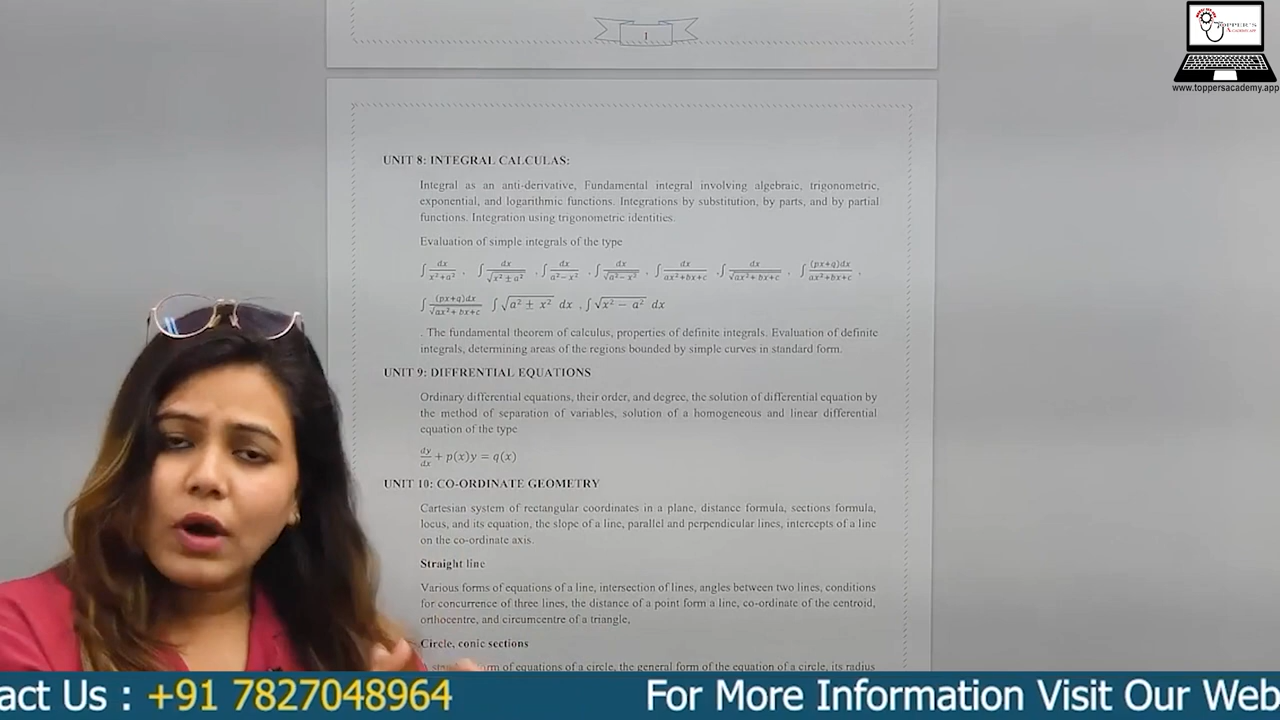 1
TOPPER'S
ACADEMY.APP
www.toppersacademy.app
UNIT 8: INTEGRAL CALCULAS:
Integral as an anti-derivative, Fundamental integral involving algebraic, trigonometric,
exponential, and logarithmic functions. Integrations by substitution, by parts, and by partial
functions. Integration using trigonometric identities.
Evaluation of simple integrals of the type
∫ dx/(x²+a²) , ∫ dx/√(x² ± a²) , ∫ dx/(a²−x²) , ∫ dx/√(a²−x²) , ∫ dx/(ax²+bx+c) , ∫ dx/√(ax²+bx+c) , ∫ (px+q)dx/(ax²+bx+c) ,
∫ (px+q)dx/√(ax²+bx+c) ∫ √(a² ± x²) dx , ∫ √(x² − a²) dx
. The fundamental theorem of calculus, properties of definite integrals. Evaluation of definite
integrals, determining areas of the regions bounded by simple curves in standard form.
UNIT 9: DIFFRENTIAL EQUATIONS
Ordinary differential equations, their order, and degree, the solution of differential equation by
the method of separation of variables, solution of a homogeneous and linear differential
equation of the type
dy/dx + p(x)y = q(x)
UNIT 10: CO-ORDINATE GEOMETRY
Cartesian system of rectangular coordinates in a plane, distance formula, sections formula,
locus, and its equation, the slope of a line, parallel and perpendicular lines, intercepts of a line
on the co-ordinate axis.
Straight line
Various forms of equations of a line, intersection of lines, angles between two lines, conditions
for concurrence of three lines, the distance of a point form a line, co-ordinate of the centroid,
orthocentre, and circumcentre of a triangle,
Circle, conic sections
form of equations of a circle, the general form of the equation of a circle, its radius
act Us : +91 7827048964 For More Information Visit Our Web